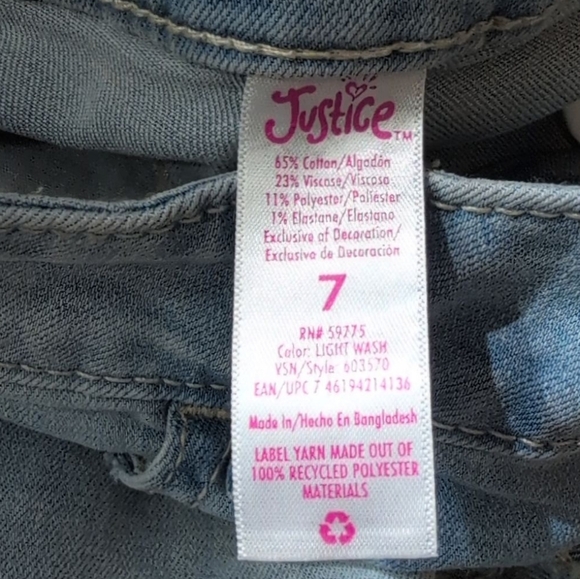 Justice™
65% Cotton/Algodón
23% Viscose/Viscosa
11% Polyester/Poliéster
1% Elastane/Elastano
Exclusive of Decoration/
Exclusivo de Decoración
7
RN# 59775
Color: LIGHT WASH
VSN/Style: 603570
EAN/UPC 7 46194214136
Made In/Hecho En Bangladesh
LABEL YARN MADE OUT OF
100% RECYCLED POLYESTER
MATERIALS